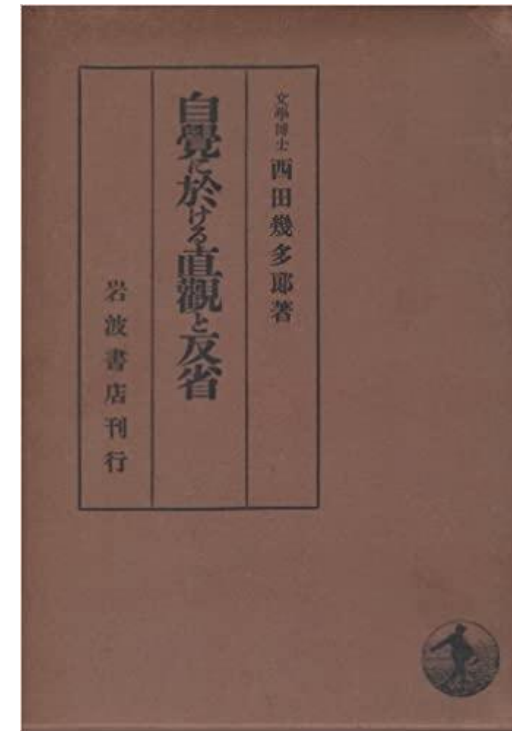 文學博士 西田幾多郎著
自覺に於ける直觀と反省
岩波書店刊行